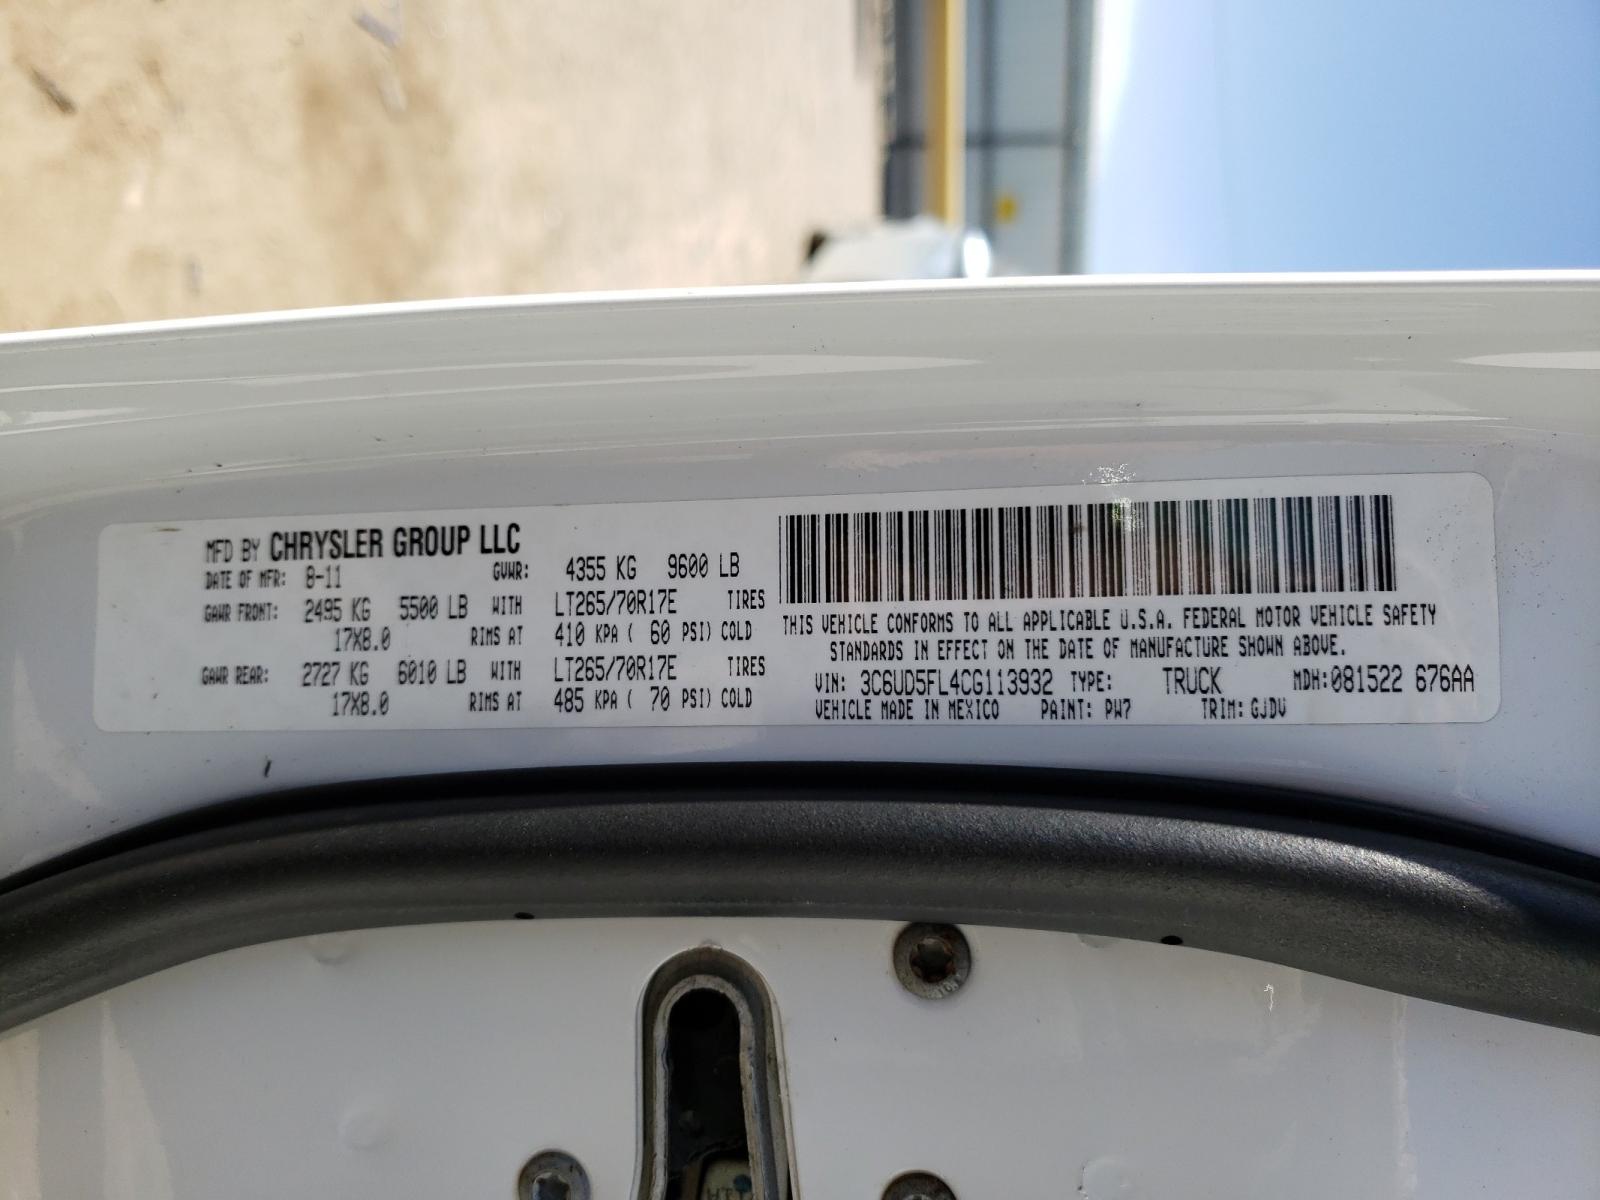 MFD BY CHRYSLER GROUP LLC
DATE OF MFR: 8-11 GVWR: 4355 KG 9600 LB
GAWR FRONT: 2495 KG 5500 LB WITH LT265/70R17E TIRES
17X8.0 RIMS AT 410 KPA ( 60 PSI) COLD
GAWR REAR: 2727 KG 6010 LB WITH LT265/70R17E TIRES
17X8.0 RIMS AT 485 KPA ( 70 PSI) COLD
THIS VEHICLE CONFORMS TO ALL APPLICABLE U.S.A. FEDERAL MOTOR VEHICLE SAFETY
STANDARDS IN EFFECT ON THE DATE OF MANUFACTURE SHOWN ABOVE.
VIN: 3C6UD5FL4CG113932 TYPE: TRUCK MDH:081522 676AA
VEHICLE MADE IN MEXICO PAINT: PW7 TRIM: GJDV